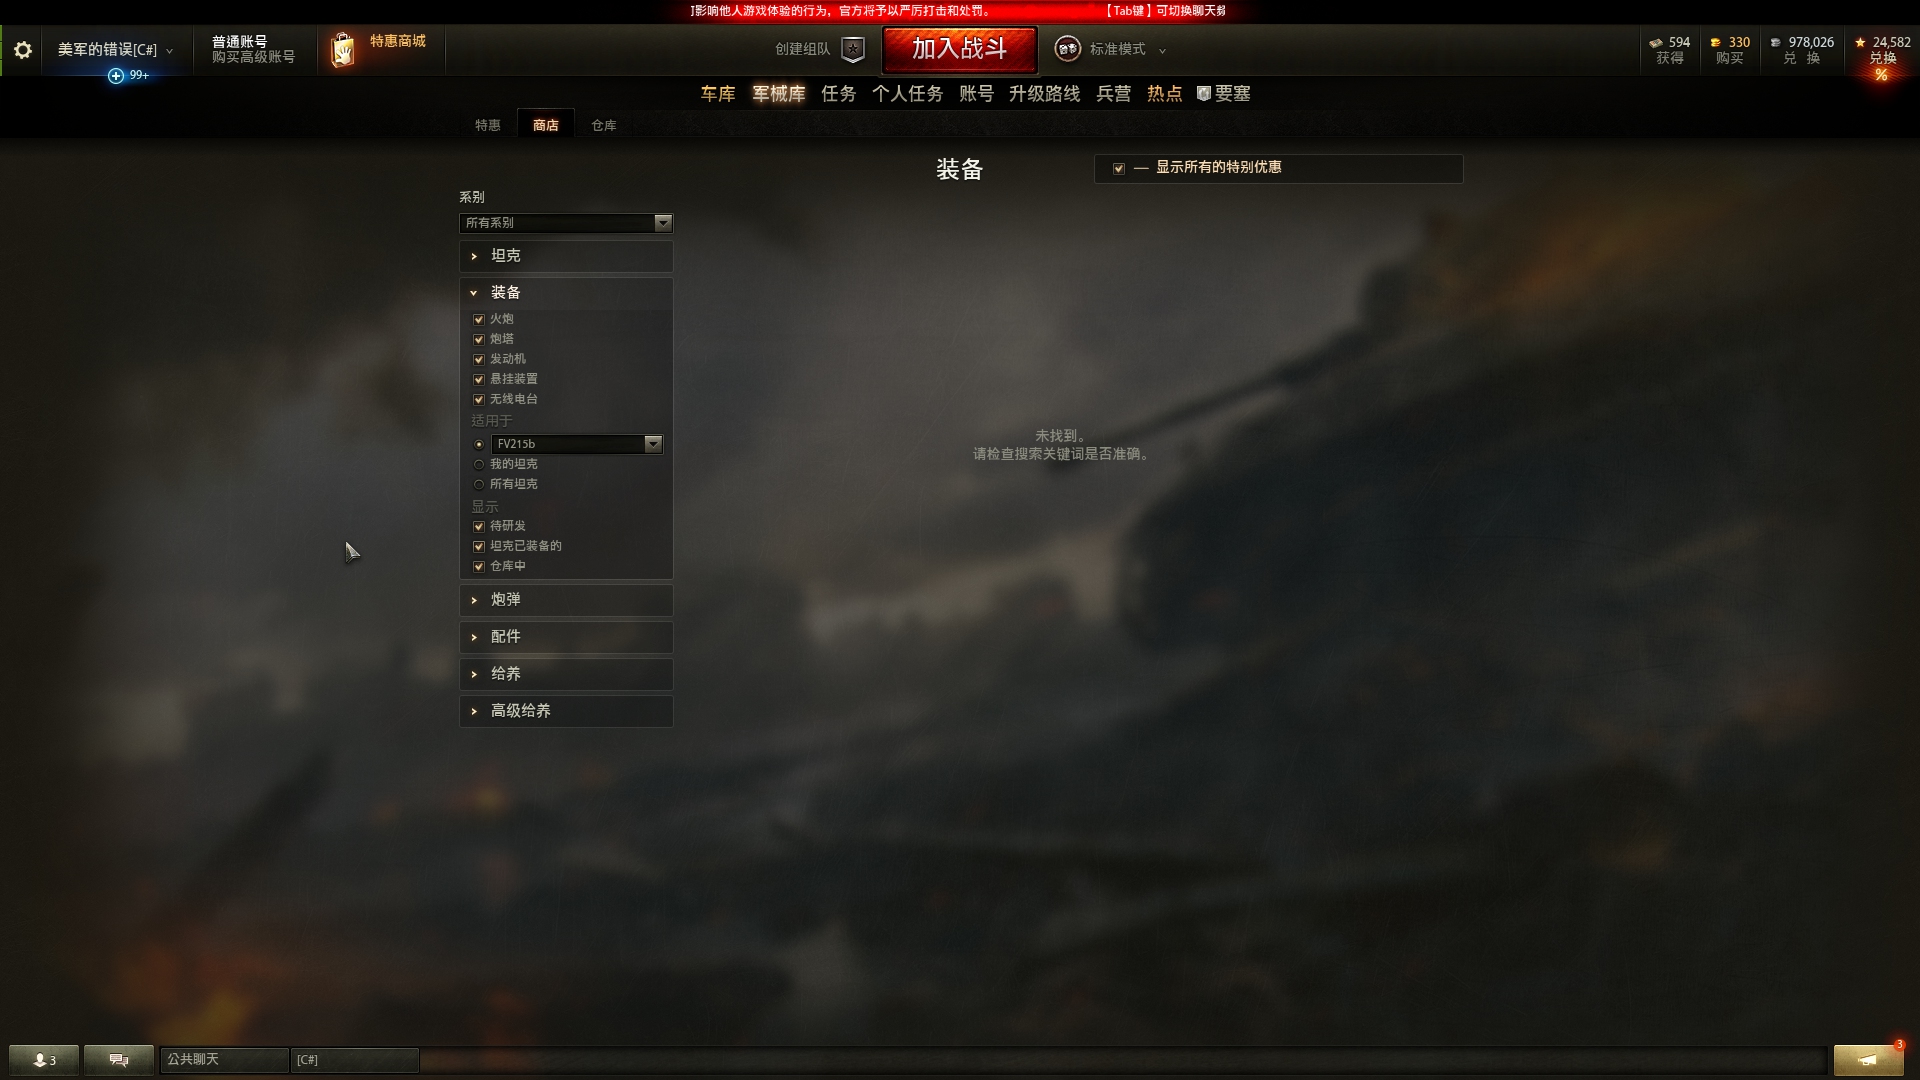 打影响他人游戏体验的行为，官方将予以严厉打击和处罚。 【Tab键】可切换聊天频
美军的错误[C#]
99+
普通账号
购买高级账号
特惠商城
创建组队
加入战斗
标准模式
594
获得
330
购买
978,026
兑 换
24,582
兑换
%
车库 军械库 任务 个人任务 账号 升级路线 兵营 热点 要塞
特惠 商店 仓库
装备
— 显示所有的特别优惠
系别
所有系别
坦克
装备
火炮
炮塔
发动机
悬挂装置
无线电台
适用于
FV215b
我的坦克
所有坦克
显示
待研发
坦克已装备的
仓库中
炮弹
配件
给养
高级给养
未找到。
请检查搜索关键词是否准确。
3
公共聊天
[C#]
3